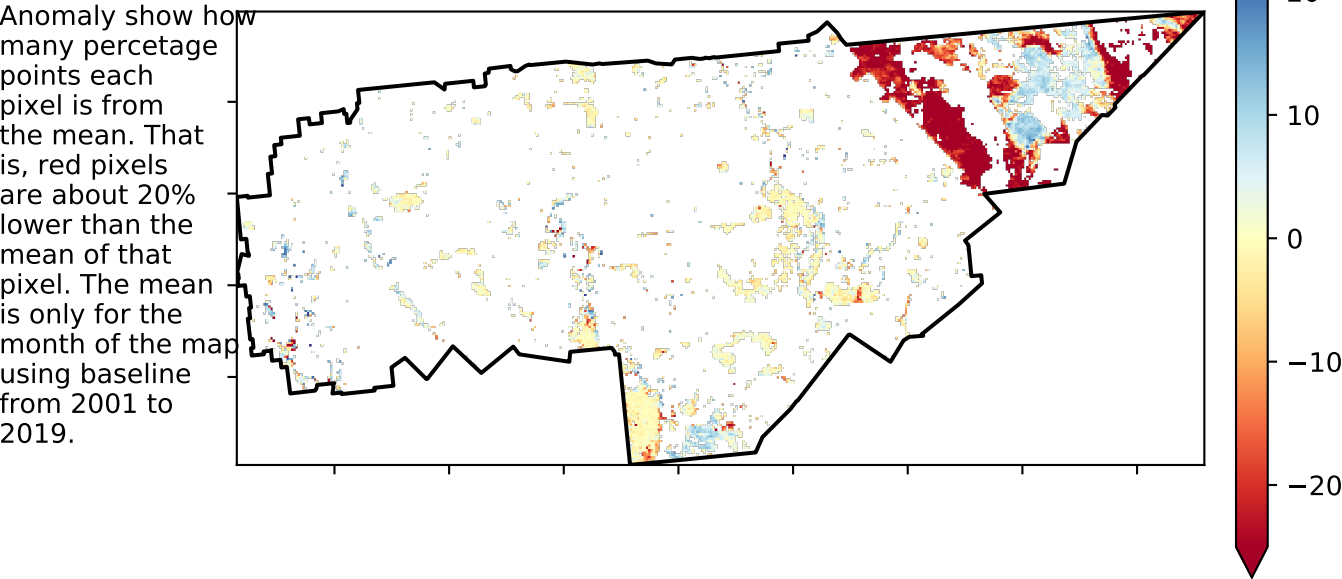 Anomaly show how
many percetage
points each
pixel is from
the mean. That
is, red pixels
are about 20%
lower than the
mean of that
pixel. The mean
is only for the
month of the map
using baseline
from 2001 to
2019.
10
0
−10
−20